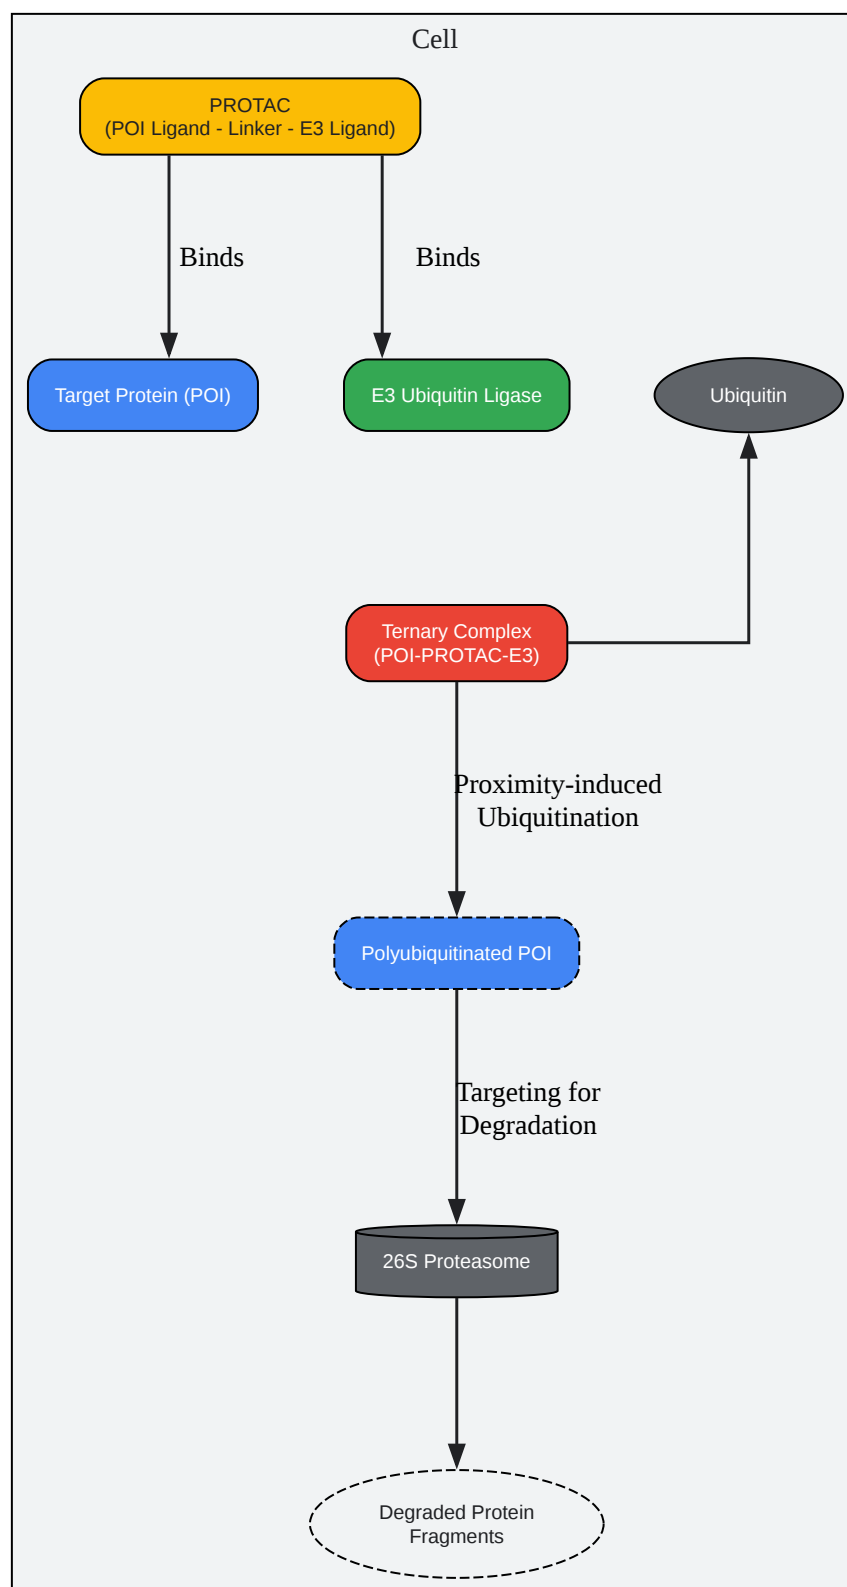 Cell
PROTAC
(POI Ligand - Linker - E3 Ligand)
Binds
Binds
Target Protein (POI)
E3 Ubiquitin Ligase
Ubiquitin
Ternary Complex
(POI-PROTAC-E3)
Proximity-induced
Ubiquitination
Polyubiquitinated POI
Targeting for
Degradation
26S Proteasome
Degraded Protein
Fragments